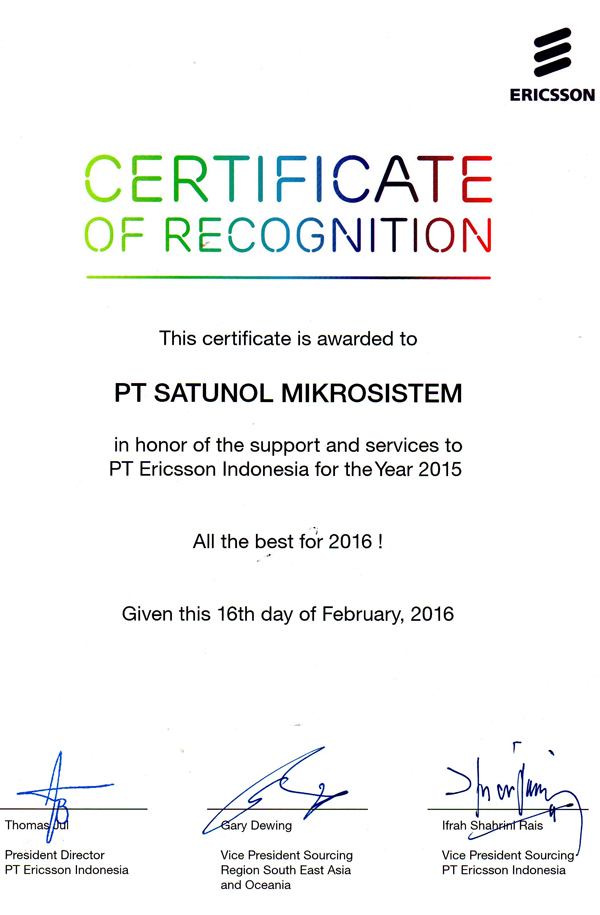 ERICSSON
CERTIFICATE
OF RECOGNITION
This certificate is awarded to
PT SATUNOL MIKROSISTEM
in honor of the support and services to
PT Ericsson Indonesia for the Year 2015
All the best for 2016 !
Given this 16th day of February, 2016
Thomas Jul
Gary Dewing
Ifrah Shahrini Rais
President Director
PT Ericsson Indonesia
Vice President Sourcing
Region South East Asia
and Oceania
Vice President Sourcing
PT Ericsson Indonesia